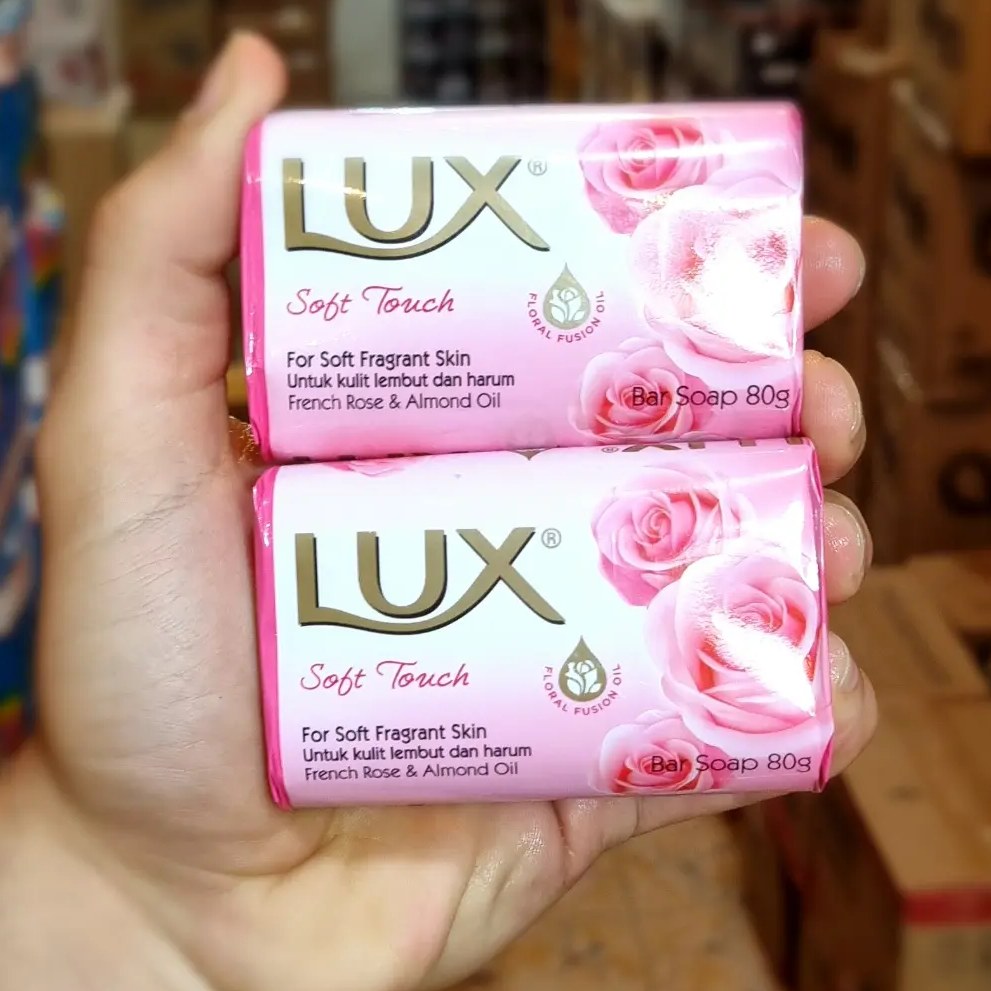 LUX®
Soft Touch
FLORAL FUSION OIL
For Soft Fragrant Skin
Untuk kulit lembut dan harum
French Rose & Almond Oil
Bar Soap 80g
LUX®
Soft Touch
FLORAL FUSION OIL
For Soft Fragrant Skin
Untuk kulit lembut dan harum
French Rose & Almond Oil
Bar Soap 80g